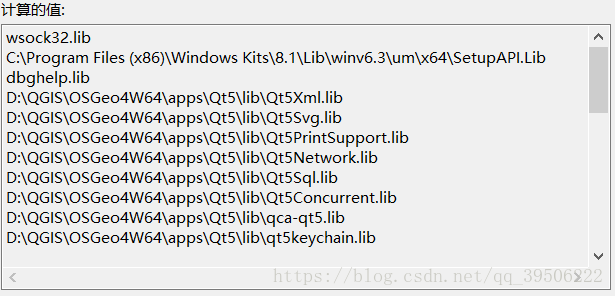 计算的值:
wsock32.lib
C:\Program Files (x86)\Windows Kits\8.1\Lib\winv6.3\um\x64\SetupAPI.Lib
dbghelp.lib
D:\QGIS\OSGeo4W64\apps\Qt5\lib\Qt5Xml.lib
D:\QGIS\OSGeo4W64\apps\Qt5\lib\Qt5Svg.lib
D:\QGIS\OSGeo4W64\apps\Qt5\lib\Qt5PrintSupport.lib
D:\QGIS\OSGeo4W64\apps\Qt5\lib\Qt5Network.lib
D:\QGIS\OSGeo4W64\apps\Qt5\lib\Qt5Sql.lib
D:\QGIS\OSGeo4W64\apps\Qt5\lib\Qt5Concurrent.lib
D:\QGIS\OSGeo4W64\apps\Qt5\lib\qca-qt5.lib
D:\QGIS\OSGeo4W64\apps\Qt5\lib\qt5keychain.lib
https://blog.csdn.net/qq_39506822